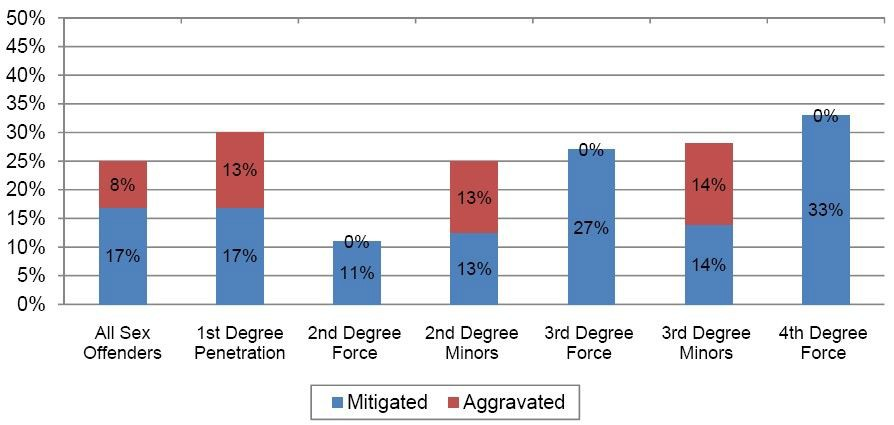 50%
45%
40%
35%
30%
25%
20%
15%
10%
5%
0%
8%
17%
13%
17%
0%
11%
13%
13%
0%
27%
14%
14%
0%
33%
All Sex
Offenders
1st Degree
Penetration
2nd Degree
Force
2nd Degree
Minors
3rd Degree
Force
3rd Degree
Minors
4th Degree
Force
Mitigated
Aggravated